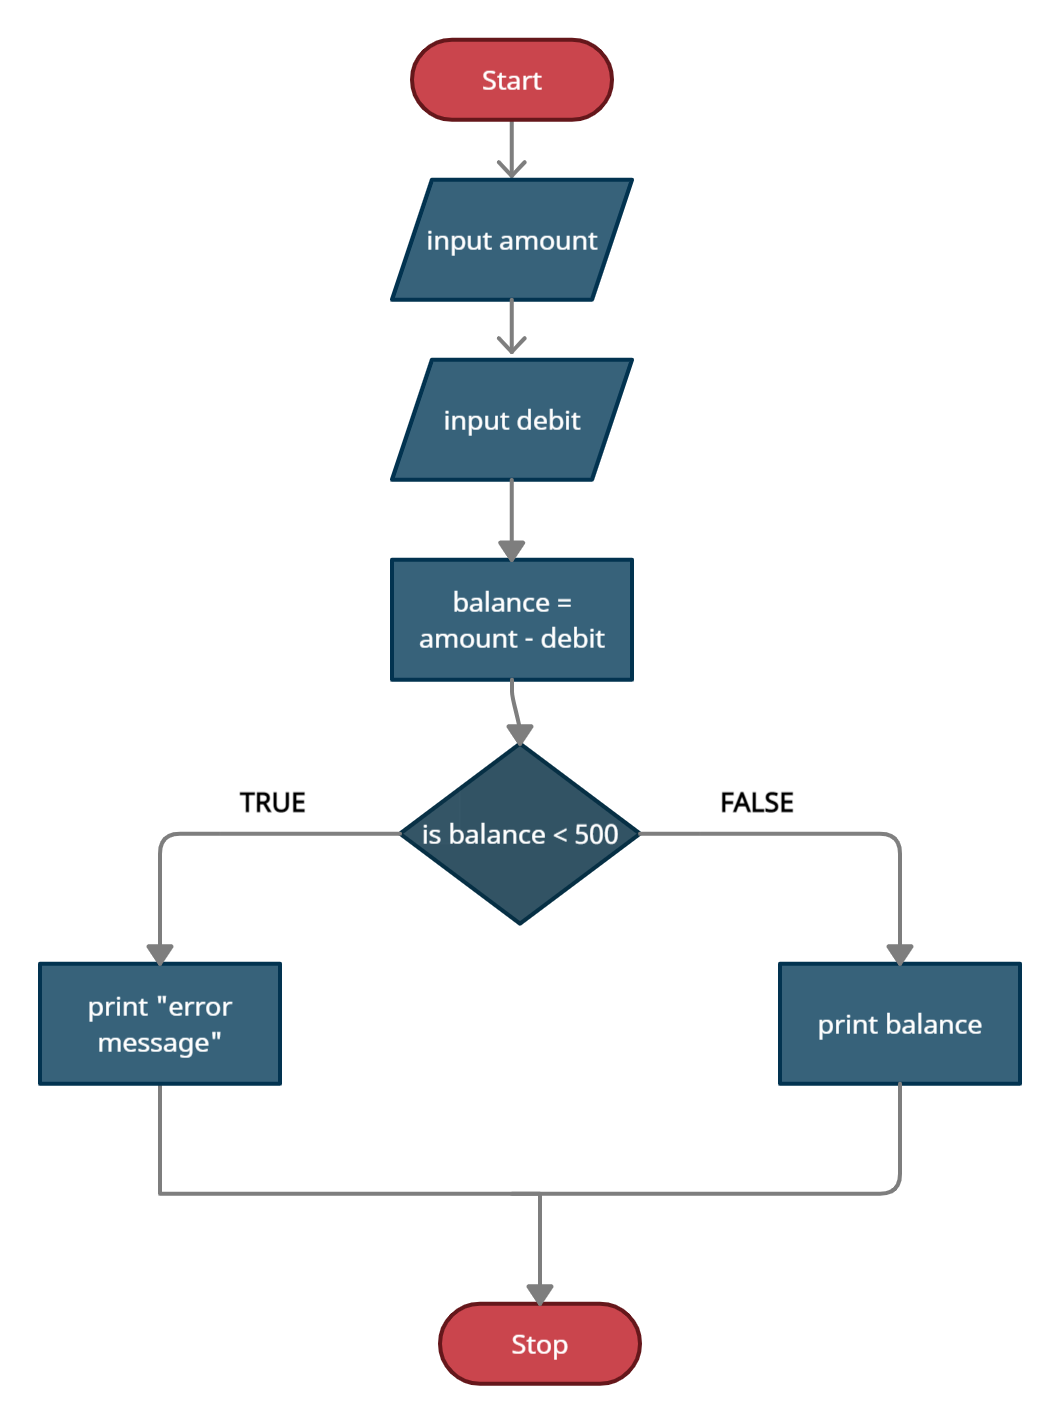 Start
input amount
input debit
balance =
amount - debit
is balance < 500
TRUE
FALSE
print "error
message"
print balance
Stop